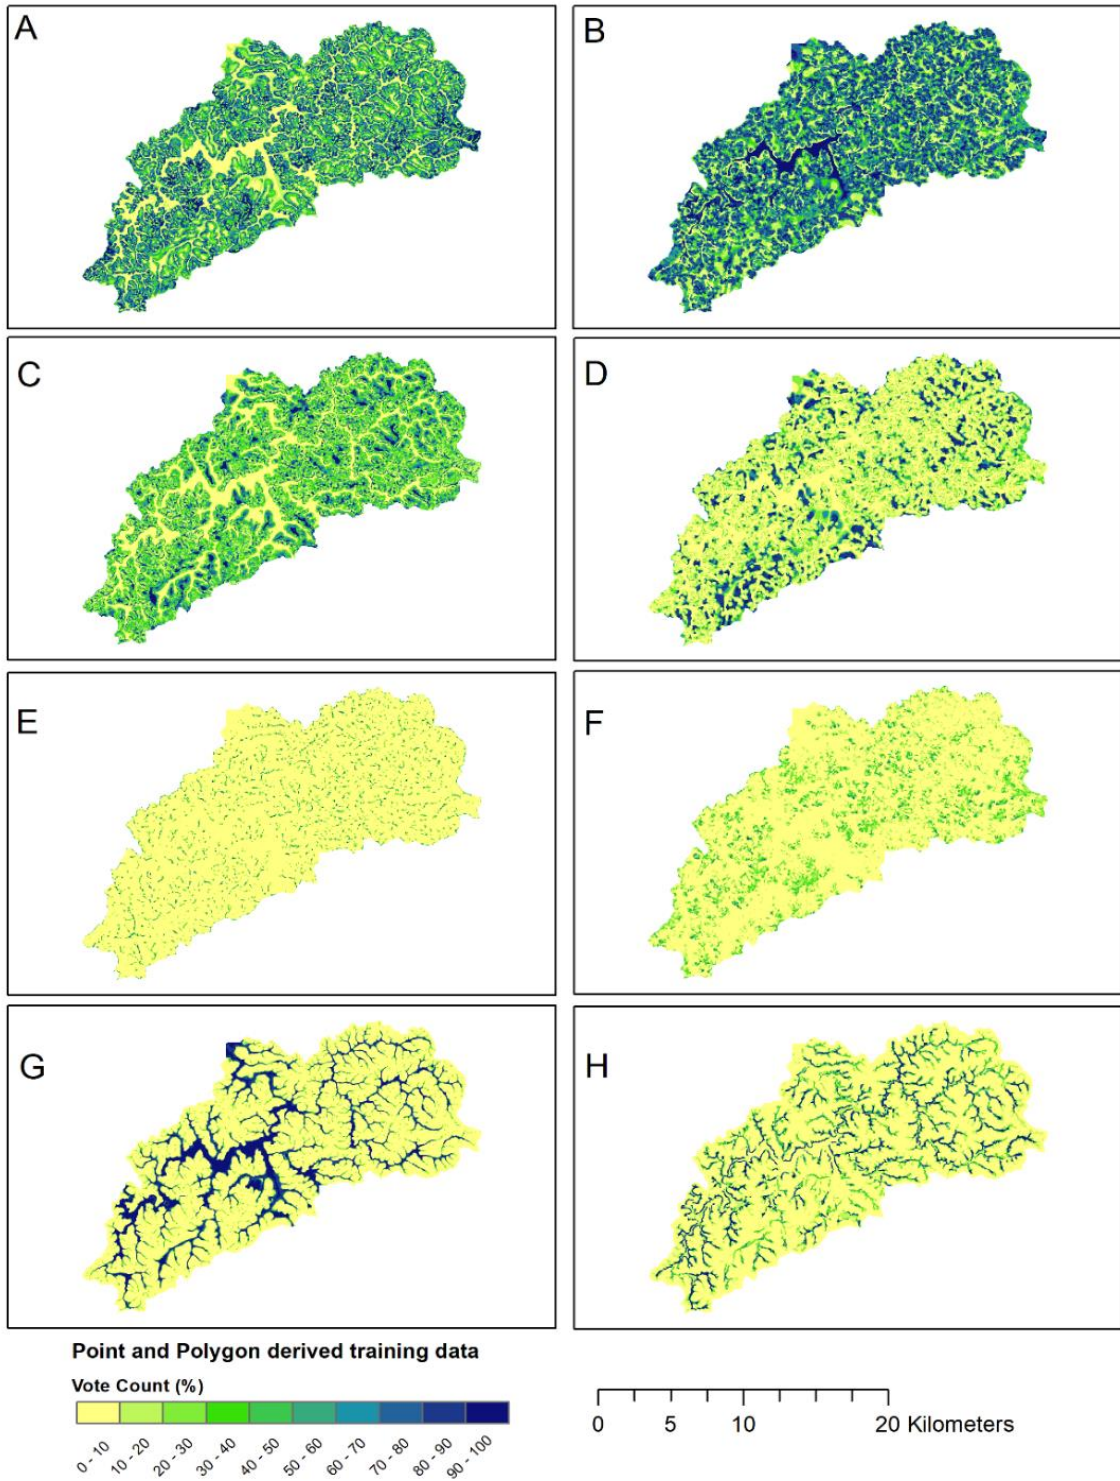 A
B
C
D
E
F
G
H
Point and Polygon derived training data
Vote Count (%)
0 - 10
10 - 20
20 - 30
30 - 40
40 - 50
50 - 60
60 - 70
70 - 80
80 - 90
90 - 100
0 5 10 20 Kilometers